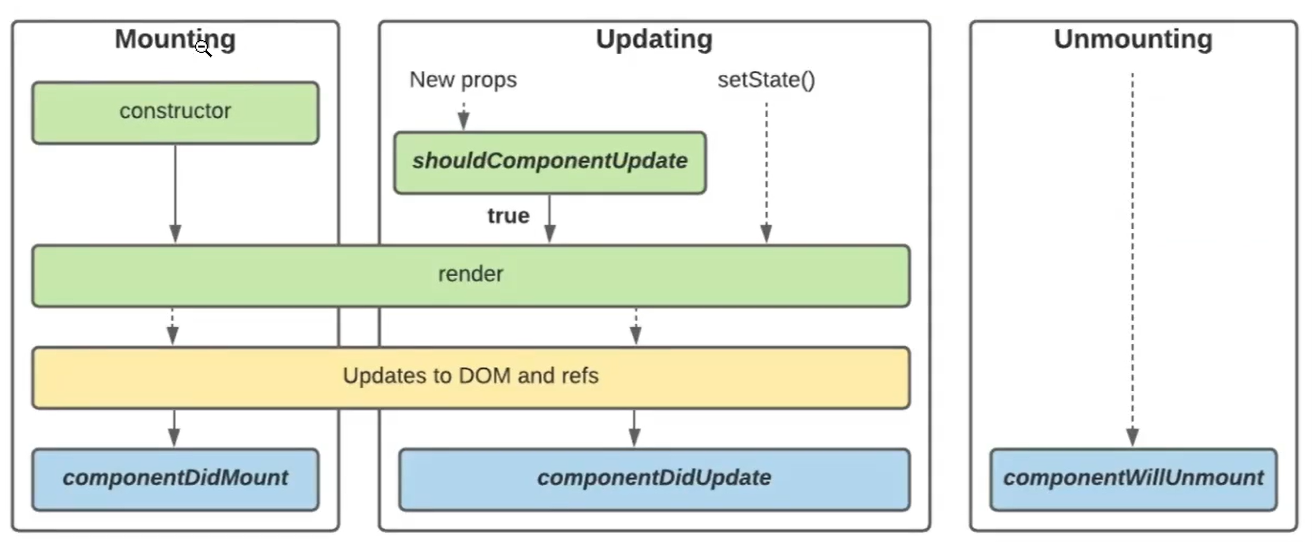 Mounting
constructor
Updating
New props
setState()
shouldComponentUpdate
true
render
Updates to DOM and refs
componentDidMount
componentDidUpdate
Unmounting
componentWillUnmount